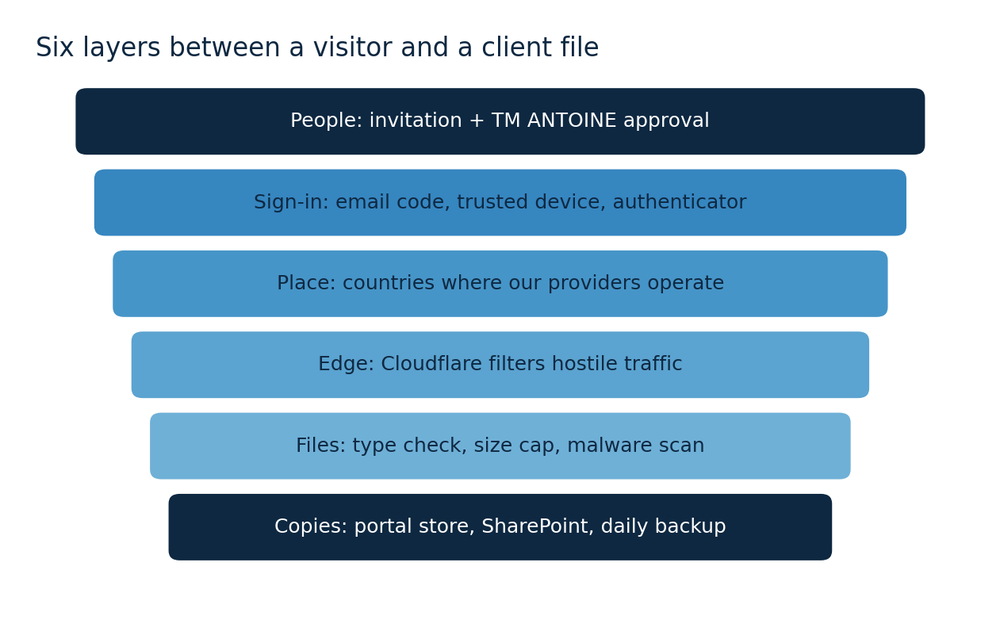 Six layers between a visitor and a client file
People: invitation + TM ANTOINE approval
Sign-in: email code, trusted device, authenticator
Place: countries where our providers operate
Edge: Cloudflare filters hostile traffic
Files: type check, size cap, malware scan
Copies: portal store, SharePoint, daily backup